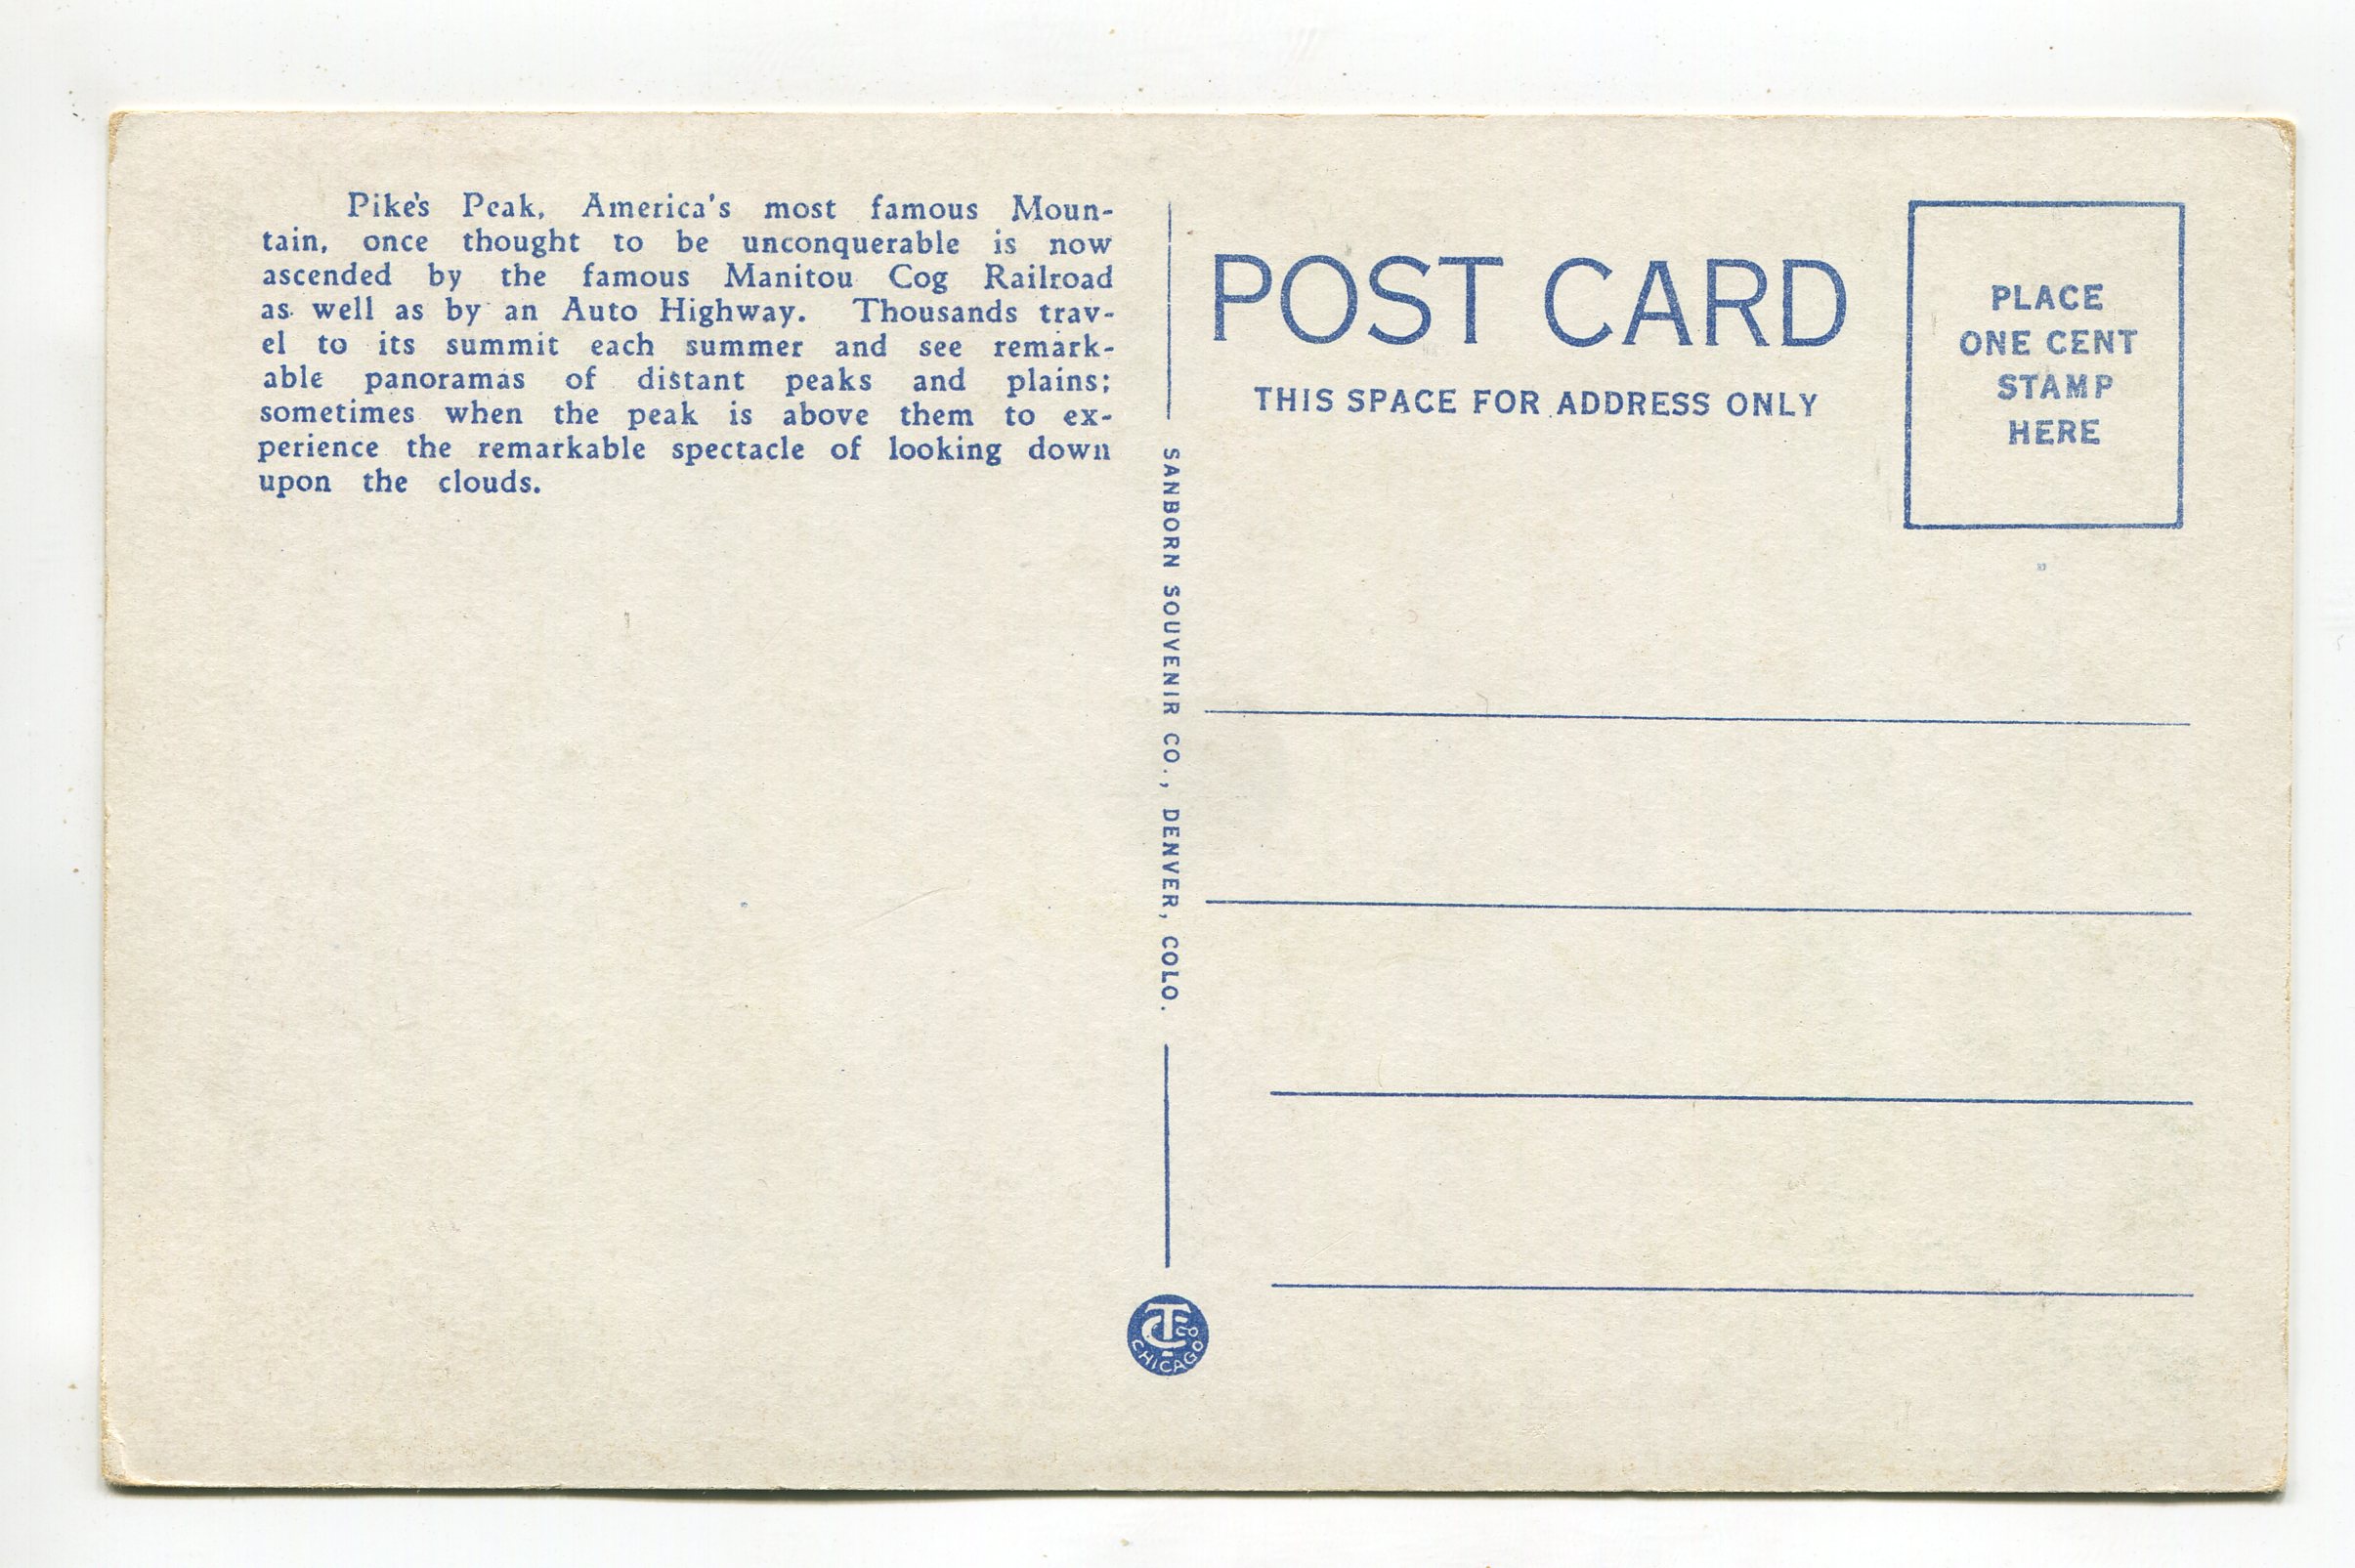 Pike's Peak, America's most famous Moun-
tain, once thought to be unconquerable is now
ascended by the famous Manitou Cog Railroad
as well as by an Auto Highway. Thousands trav-
el to its summit each summer and see remark-
able panoramas of distant peaks and plains;
sometimes when the peak is above them to ex-
perience the remarkable spectacle of looking down
upon the clouds.
SANBORN SOUVENIR CO., DENVER, COLO.
POST CARD
THIS SPACE FOR ADDRESS ONLY
PLACE
ONE CENT
STAMP
HERE
CT & Co
CHICAGO